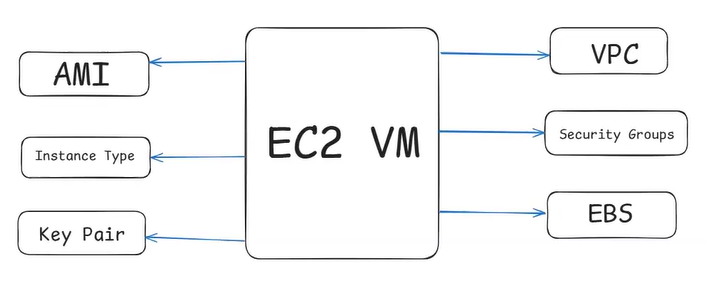 AMI
Instance Type
Key Pair
EC2 VM
VPC
Security Groups
EBS